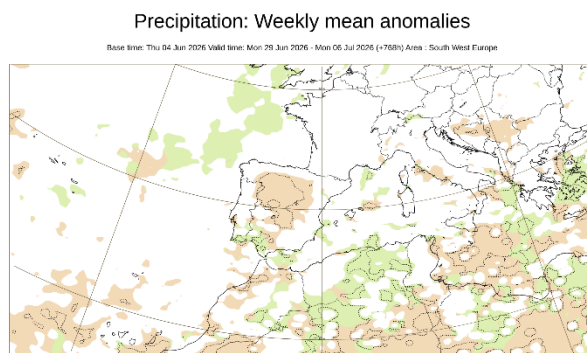 Precipitation: Weekly mean anomalies
Base time: Thu 04 Jun 2026 Valid time: Mon 29 Jun 2026 - Mon 06 Jul 2026 (+768h) Area : South West Europe